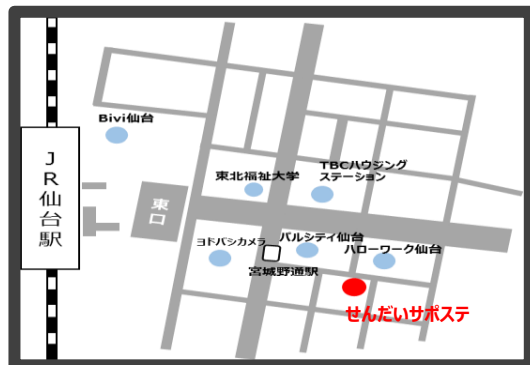 Bivi仙台
JR仙台駅
東口
東北福祉大学
TBCハウジング
ステーション
ヨドバシカメラ
パルシティ仙台
ハローワーク仙台
宮城野通駅
せんだいサポステ